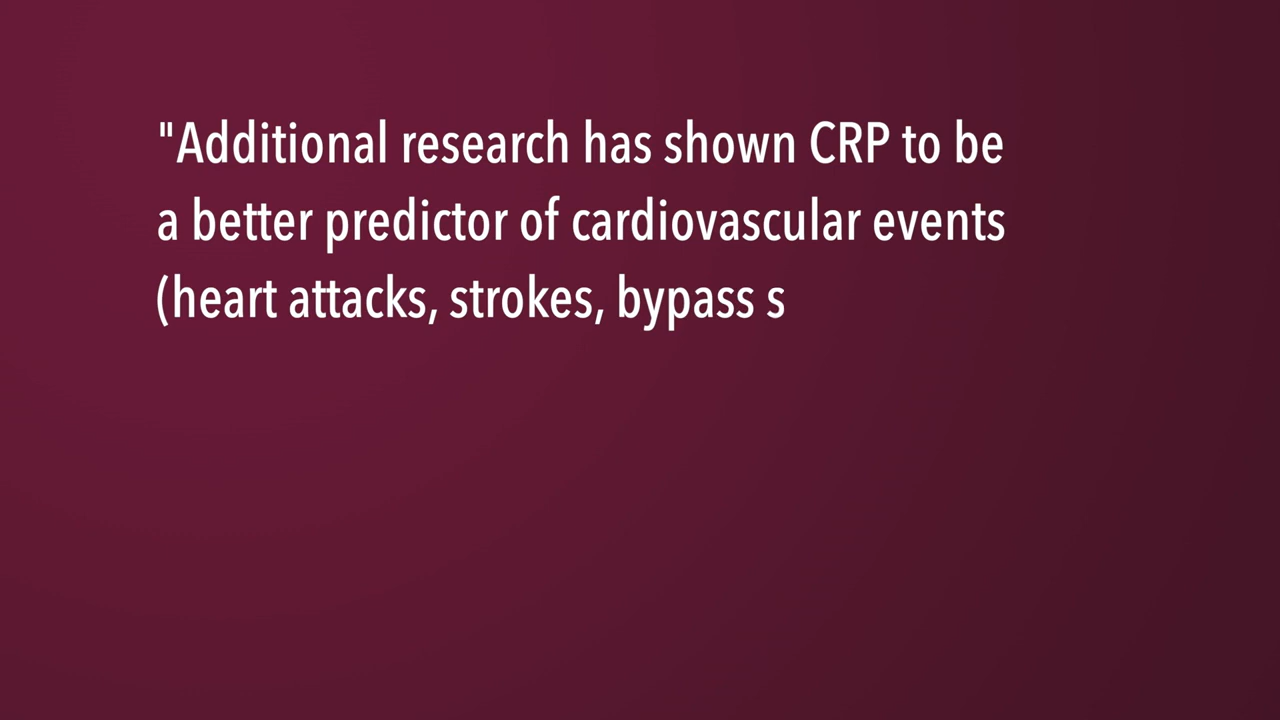 "Additional research has shown CRP to be
a better predictor of cardiovascular events
(heart attacks, strokes, bypass s